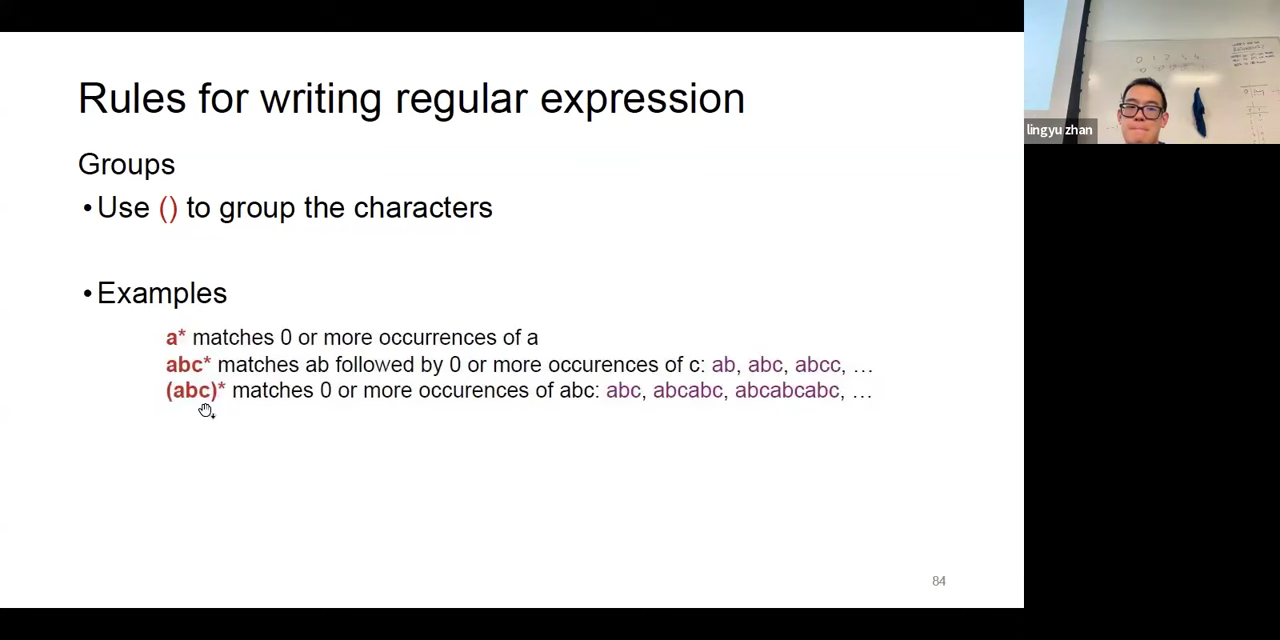 Rules for writing regular expression
Groups
•Use () to group the characters
•Examples
a* matches 0 or more occurrences of a
abc* matches ab followed by 0 or more occurences of c: ab, abc, abcc, …
(abc)* matches 0 or more occurences of abc: abc, abcabc, abcabcabc, …
84
lingyu zhan